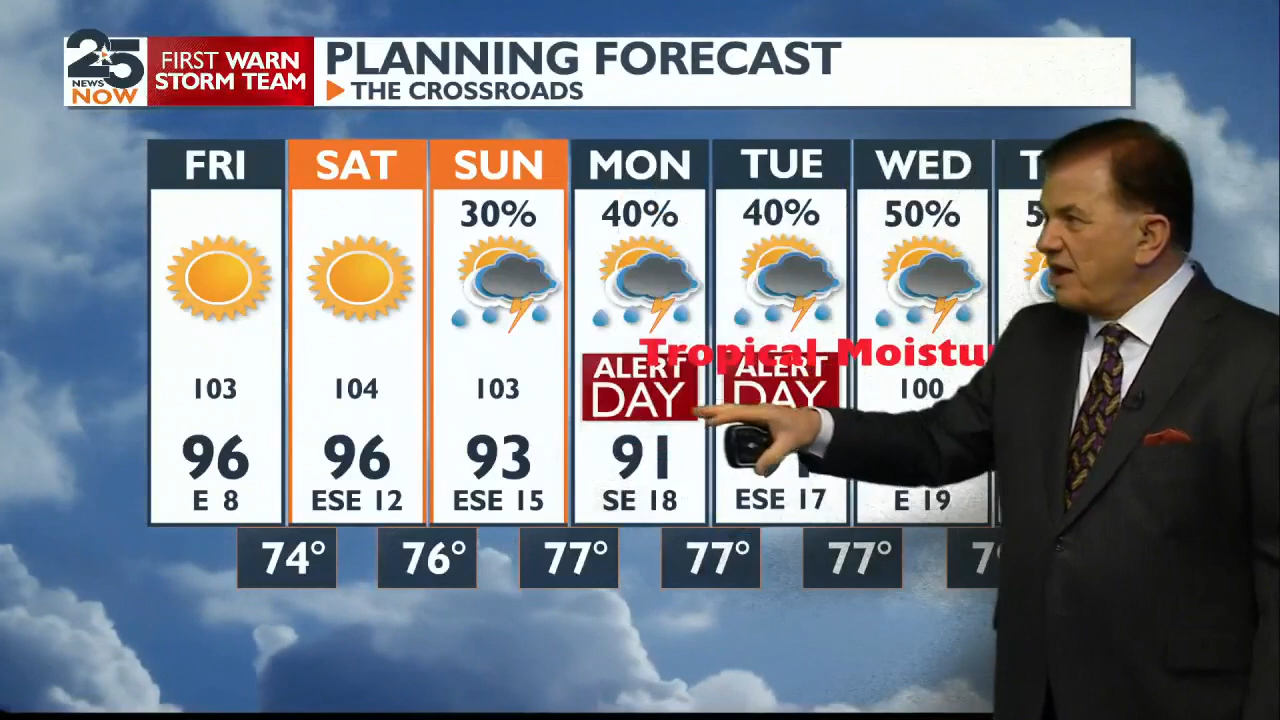 25
NEWS
NOW
FIRST WARN
STORM TEAM
PLANNING FORECAST
THE CROSSROADS
FRI SAT SUN MON TUE WED
30% 40% 40% 50%
Tropical
ALERT DAY ALERT DAY
103 104 103 100
96 96 93 91
E 8 ESE 12 ESE 15 SE 18 ESE 17 E 19
74° 76° 77° 77° 77°